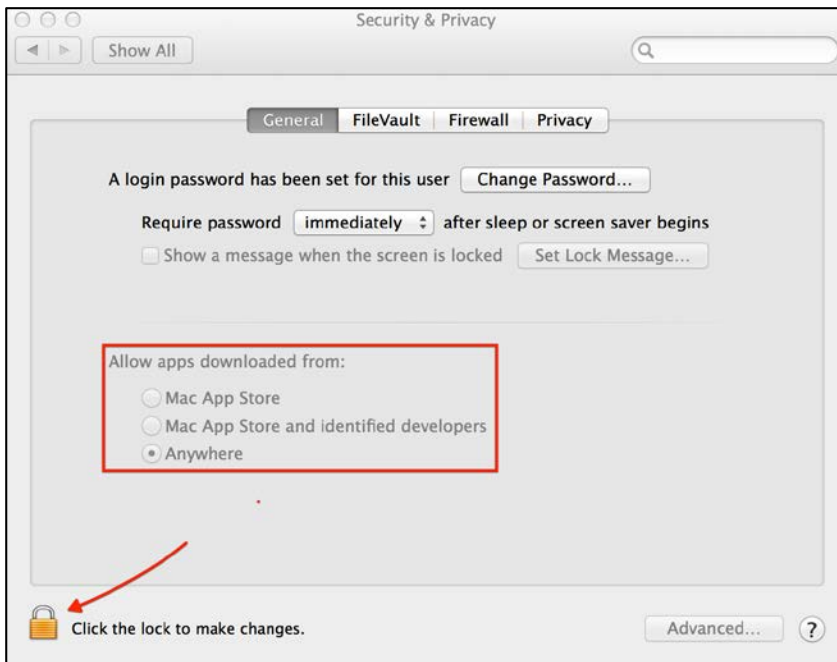 Security & Privacy
Show All
General FileVault Firewall Privacy
A login password has been set for this user Change Password...
Require password immediately after sleep or screen saver begins
Show a message when the screen is locked Set Lock Message...
Allow apps downloaded from:
Mac App Store
Mac App Store and identified developers
Anywhere
Click the lock to make changes. Advanced... ?